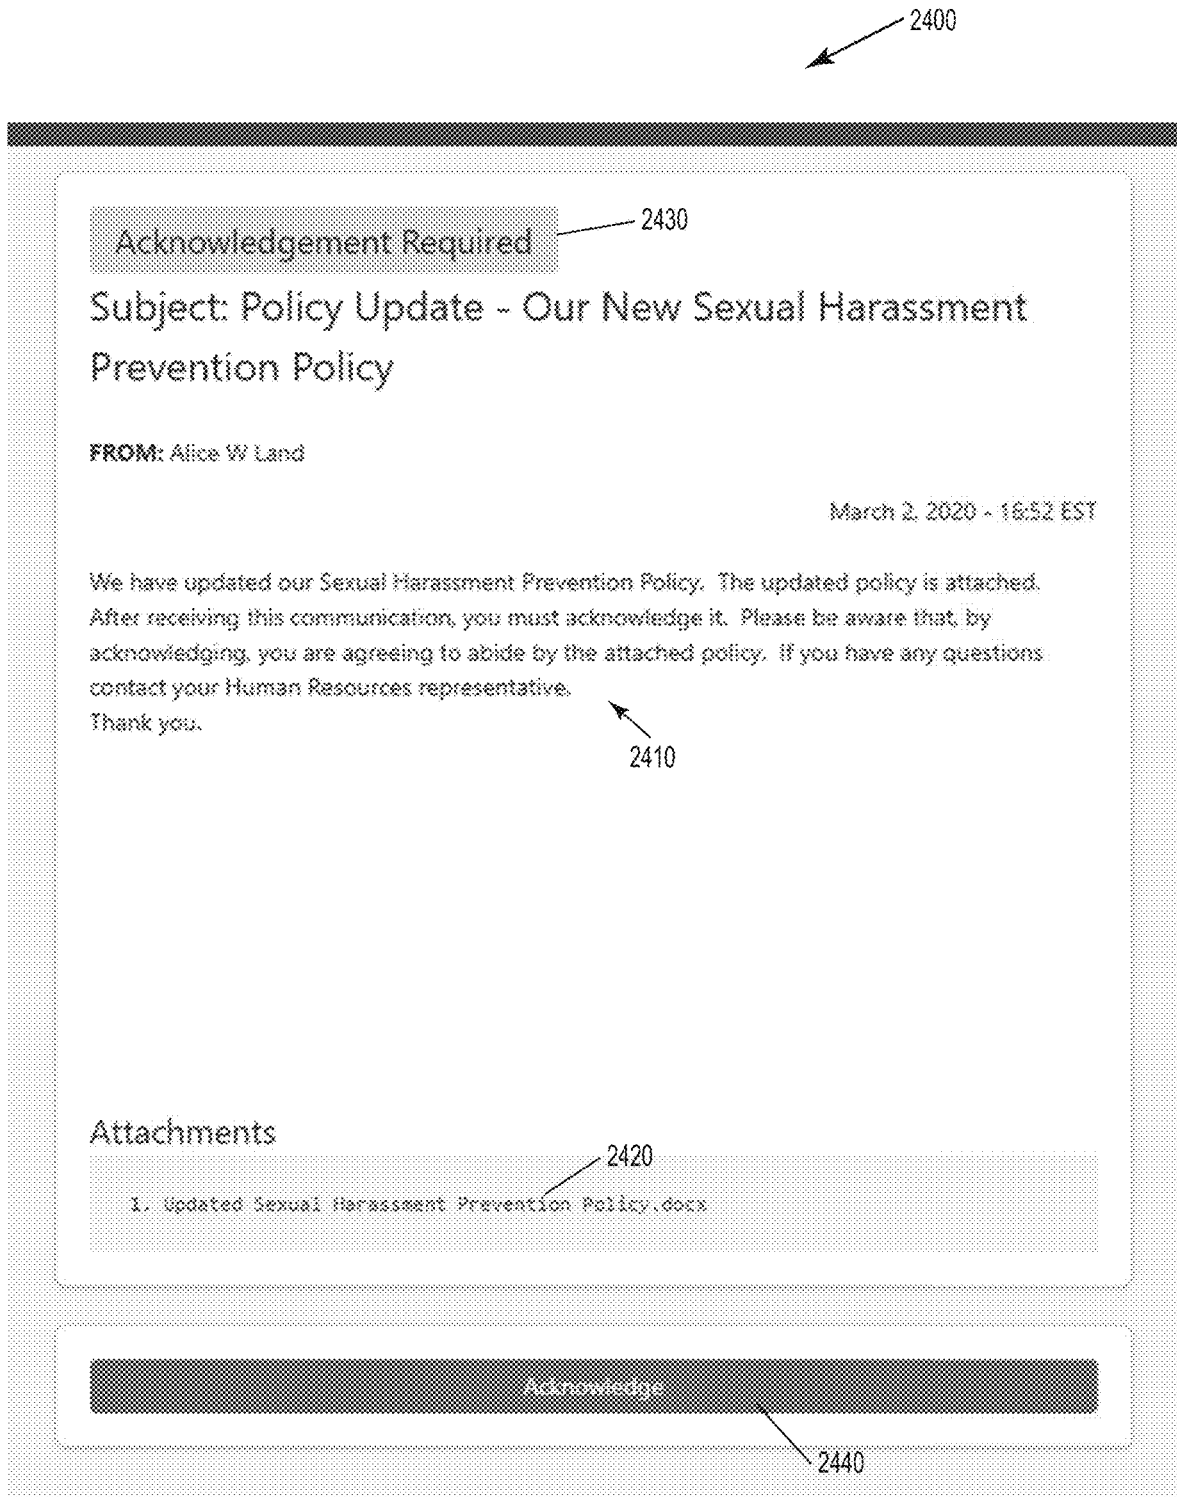 2400
Acknowledgement Required
2430
Subject: Policy Update - Our New Sexual Harassment
Prevention Policy
FROM: Alice W Land
March 2, 2020 - 16:52 EST
We have updated our Sexual Harassment Prevention Policy. The updated policy is attached.
After receiving this communication, you must acknowledge it. Please be aware that, by
acknowledging, you are agreeing to abide by the attached policy. If you have any questions
contact your Human Resources representative.
Thank you.
2410
Attachments
2420
1. Updated Sexual Harassment Prevention Policy.docx
Acknowledge
2440